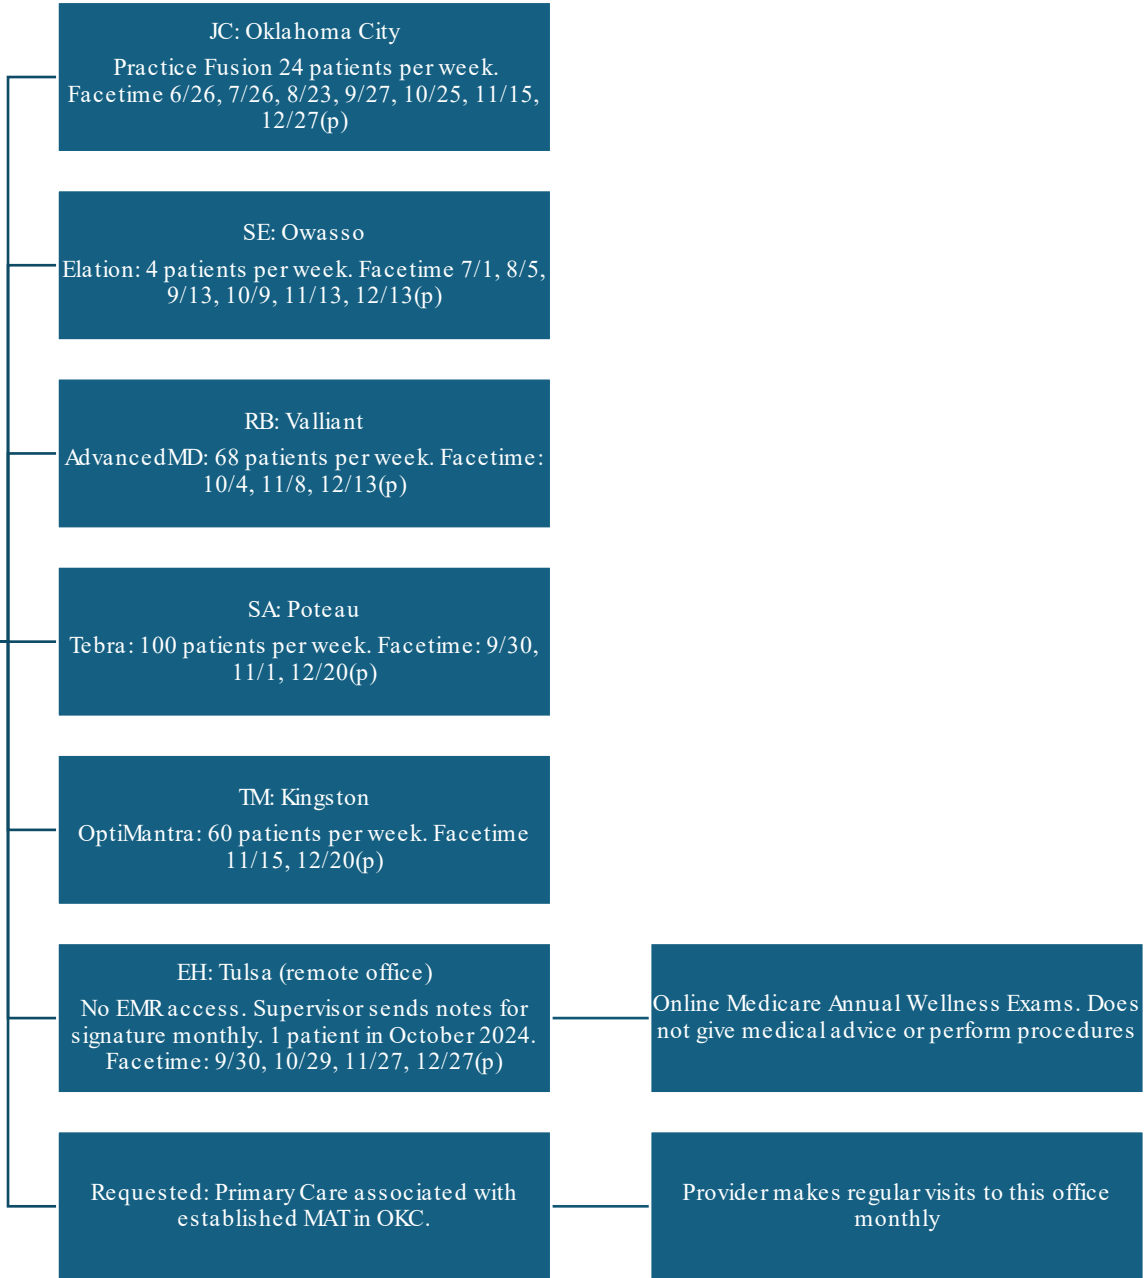 JC: Oklahoma City
Practice Fusion 24 patients per week.
Facetime 6/26, 7/26, 8/23, 9/27, 10/25, 11/15,
12/27(p)
SE: Owasso
Elation: 4 patients per week. Facetime 7/1, 8/5,
9/13, 10/9, 11/13, 12/13(p)
RB: Valliant
AdvancedMD: 68 patients per week. Facetime:
10/4, 11/8, 12/13(p)
SA: Poteau
Tebra: 100 patients per week. Facetime: 9/30,
11/1, 12/20(p)
TM: Kingston
OptiMantra: 60 patients per week. Facetime
11/15, 12/20(p)
EH: Tulsa (remote office)
No EMR access. Supervisor sends notes for
signature monthly. 1 patient in October 2024.
Facetime: 9/30, 10/29, 11/27, 12/27(p)
Online Medicare Annual Wellness Exams. Does
not give medical advice or perform procedures
Requested: Primary Care associated with
established MAT in OKC.
Provider makes regular visits to this office
monthly